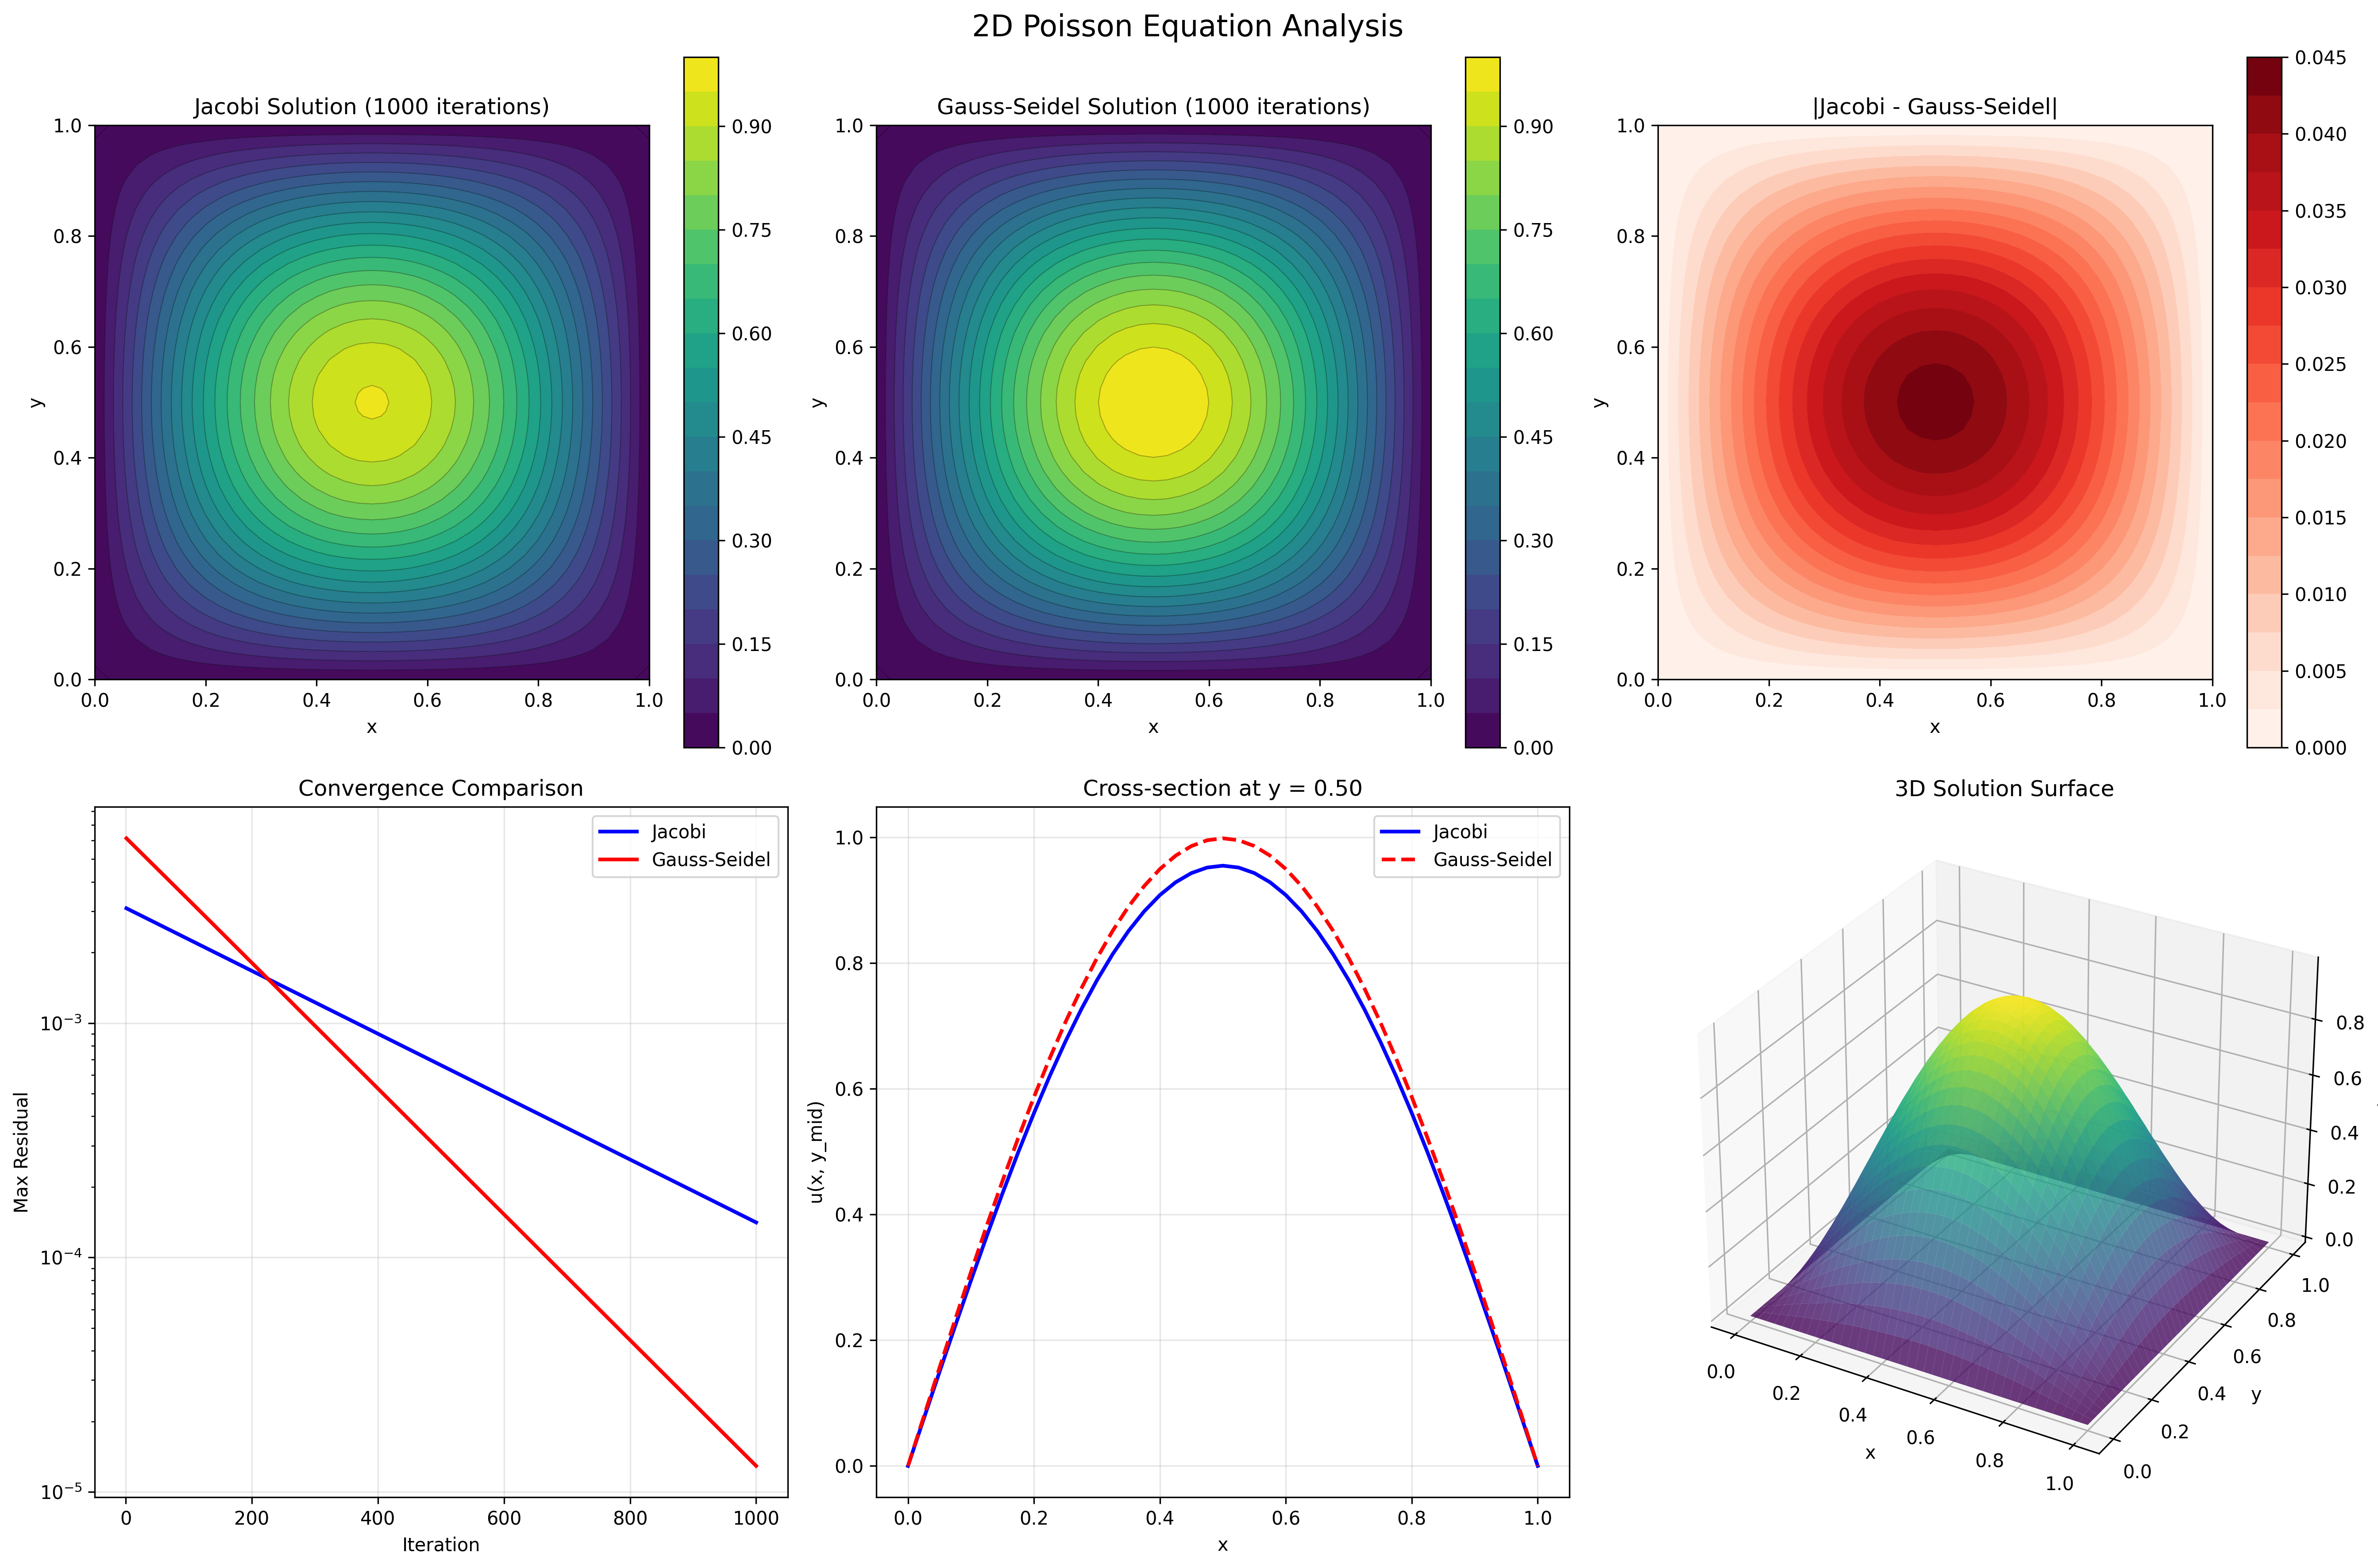 2D Poisson Equation Analysis
Jacobi Solution (1000 iterations)
1.0
0.8
0.6
0.4
0.2
0.0
y
0.0 0.2 0.4 0.6 0.8 1.0
x
0.90
0.75
0.60
0.45
0.30
0.15
0.00
Gauss-Seidel Solution (1000 iterations)
1.0
0.8
0.6
0.4
0.2
0.0
y
0.0 0.2 0.4 0.6 0.8 1.0
x
0.90
0.75
0.60
0.45
0.30
0.15
0.00
|Jacobi - Gauss-Seidel|
1.0
0.8
0.6
0.4
0.2
0.0
y
0.0 0.2 0.4 0.6 0.8 1.0
x
0.045
0.040
0.035
0.030
0.025
0.020
0.015
0.010
0.005
0.000
Convergence Comparison
Jacobi
Gauss-Seidel
10⁻³
10⁻⁴
10⁻⁵
Max Residual
0 200 400 600 800 1000
Iteration
Cross-section at y = 0.50
Jacobi
Gauss-Seidel
1.0
0.8
0.6
0.4
0.2
0.0
u(x, y_mid)
0.0 0.2 0.4 0.6 0.8 1.0
x
3D Solution Surface
0.8
0.6
0.4
0.2
0.0
1.0
0.8
0.6
0.4
0.2
0.0
y
0.0
0.2
0.4
0.6
0.8
1.0
x